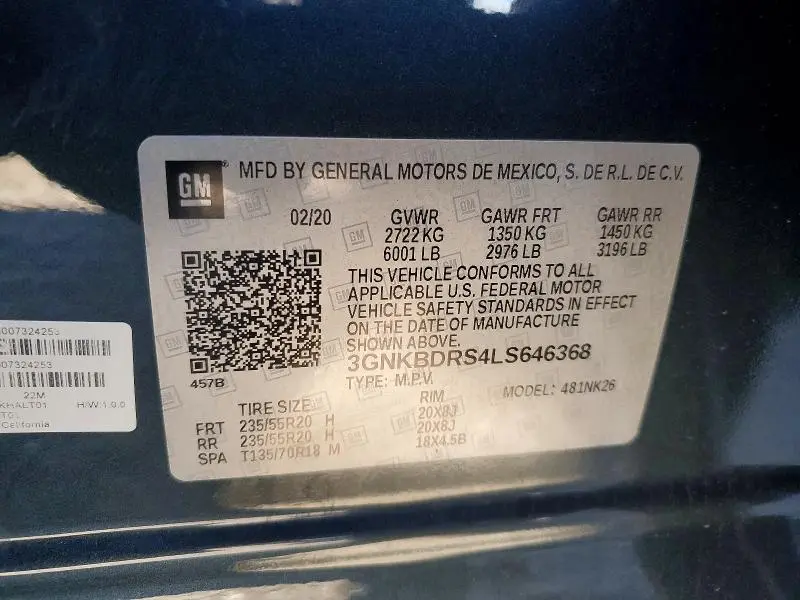 GM
MFD BY GENERAL MOTORS DE MEXICO, S. DE R.L. DE C.V.
02/20 GVWR GAWR FRT GAWR RR
2722 KG 1350 KG 1450 KG
6001 LB 2976 LB 3196 LB
THIS VEHICLE CONFORMS TO ALL
APPLICABLE U.S. FEDERAL MOTOR
VEHICLE SAFETY STANDARDS IN EFFECT
ON THE DATE OF MANUFACTURE
SHOWN ABOVE.
3GNKBDRS4LS646368
457B
TYPE: M.P.V. MODEL: 481NK26
TIRE SIZE RIM
FRT 235/55R20 H 20X8J
RR 235/55R20 H 20X8J
SPA T135/70R18 M 18X4.5B
007324253
07324253
22M
KHALT01 H/W:1.0.0
California